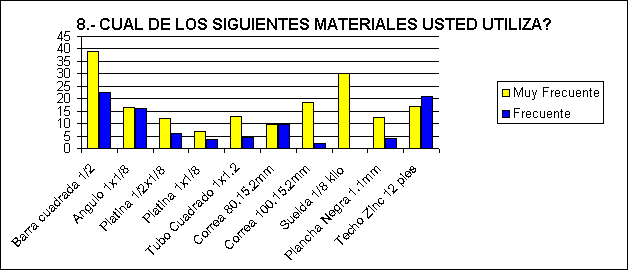 8.- CUAL DE LOS SIGUIENTES MATERIALES USTED UTILIZA?
45
40
35
30
25
20
15
10
5
0
Barra cuadrada 1/2
Angulo 1x1/8
Platina 1/2x1/8
Platina 1x1/8
Tubo Cuadrado 1x1.2
Correa 80.15.2mm
Correa 100.15.2mm
Suelda 1/8 kilo
Plancha Negra 1.1mm
Techo Zinc 12 pies
Muy Frecuente
Frecuente